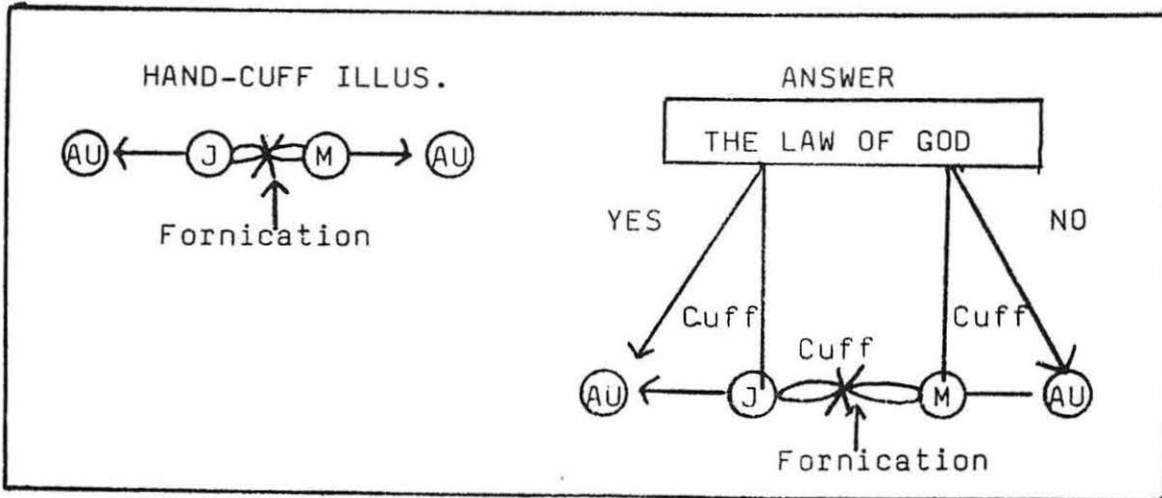 HAND-CUFF ILLUS.
AU J M AU
Fornication
ANSWER
THE LAW OF GOD
YES NO
Cuff Cuff
Cuff
AU J M AU
Fornication